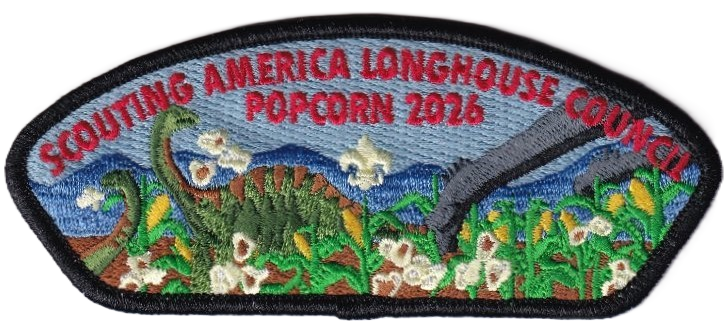 SCOUTING AMERICA LONGHOUSE COUNCIL
POPCORN 2026